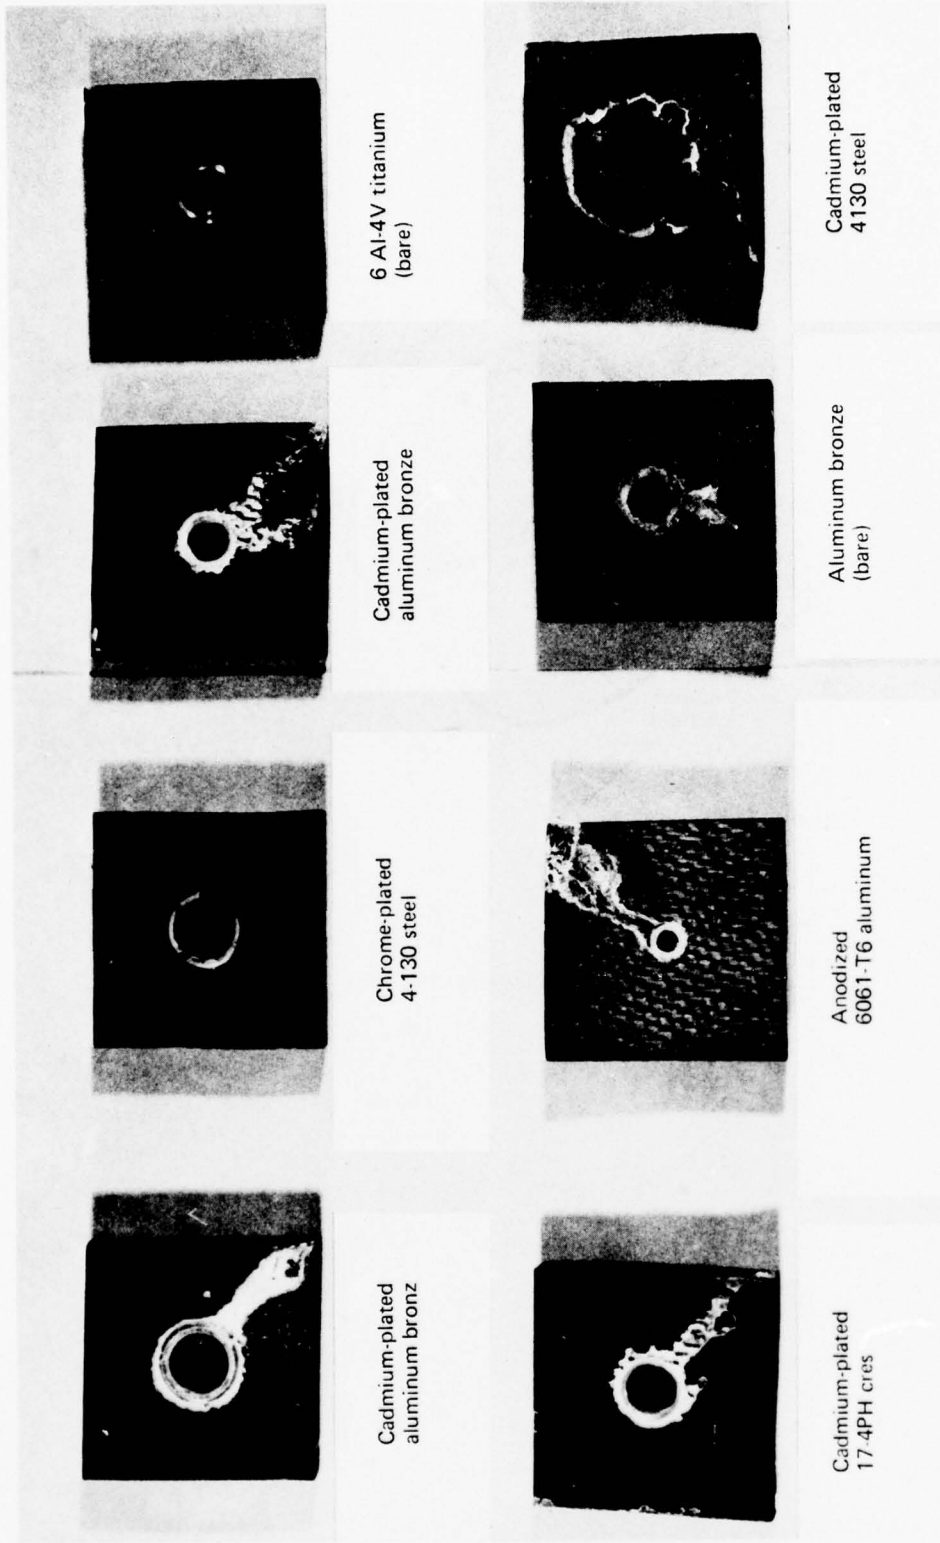 Cadmium-plated
aluminum bronz
Chrome-plated
4-130 steel
Cadmium-plated
aluminum bronze
6 Al-4V titanium
(bare)
Cadmium-plated
17-4PH cres
Anodized
6061-T6 aluminum
Aluminum bronze
(bare)
Cadmium-plated
4130 steel